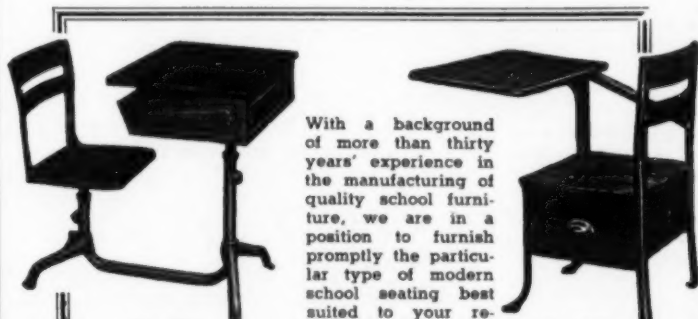 With a background
of more than thirty
years' experience in
the manufacturing of
quality school furni-
ture, we are in a
position to furnish
promptly the particu-
lar type of modern
school seating best
suited to your re-